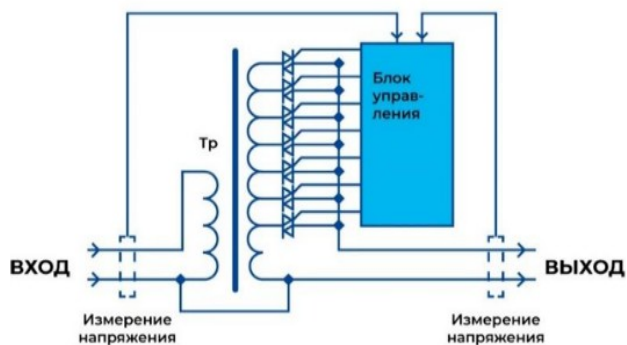 Блок
управ-
ления
Тр
ВХОД
ВЫХОД
Измерение
напряжения
Измерение
напряжения